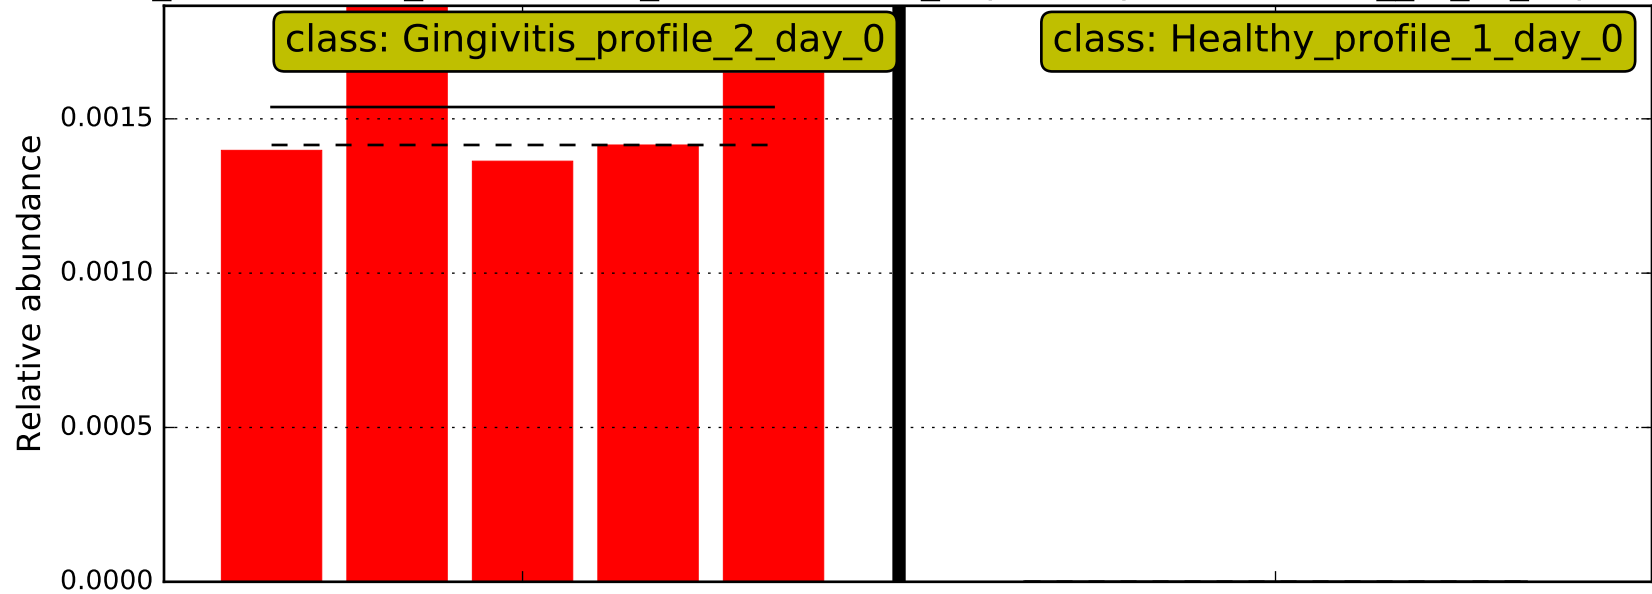 class: Gingivitis_profile_2_day_0
class: Healthy_profile_1_day_0
Relative abundance
0.0015
0.0010
0.0005
0.0000